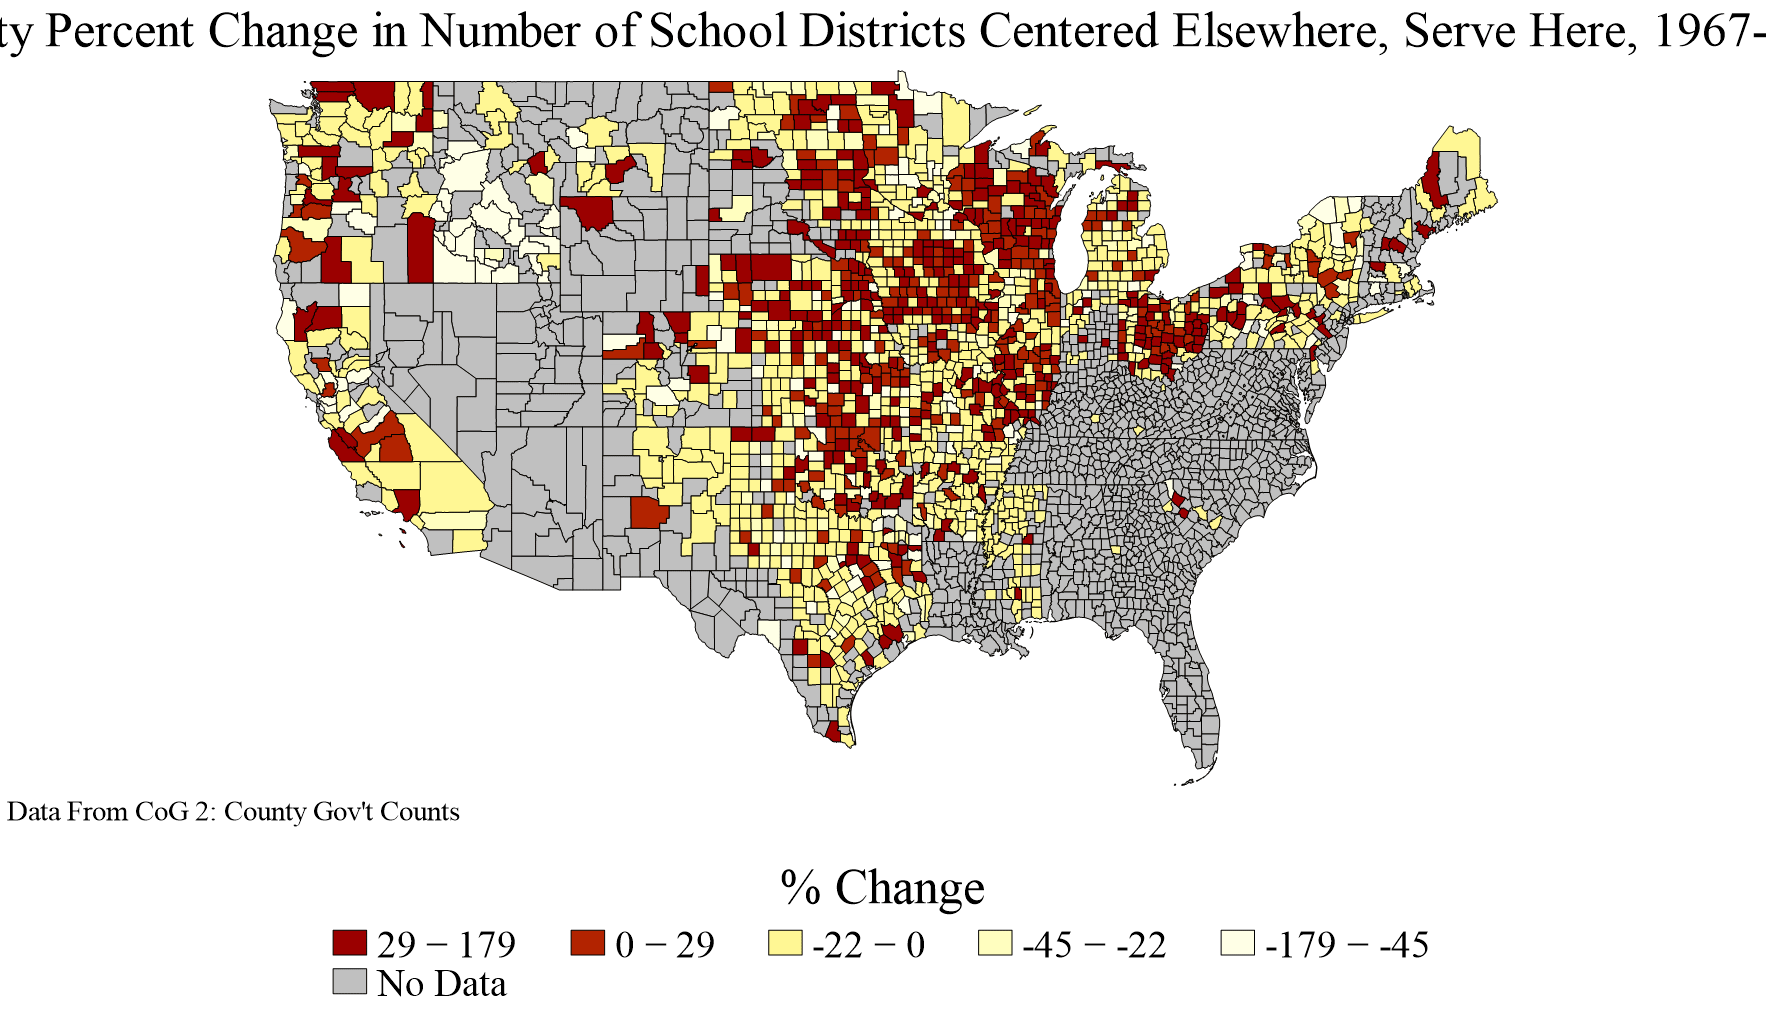 ty Percent Change in Number of School Districts Centered Elsewhere, Serve Here, 1967-
Data From CoG 2: County Gov't Counts
% Change
29 − 179 0 − 29 -22 − 0 -45 − -22 -179 − -45
No Data